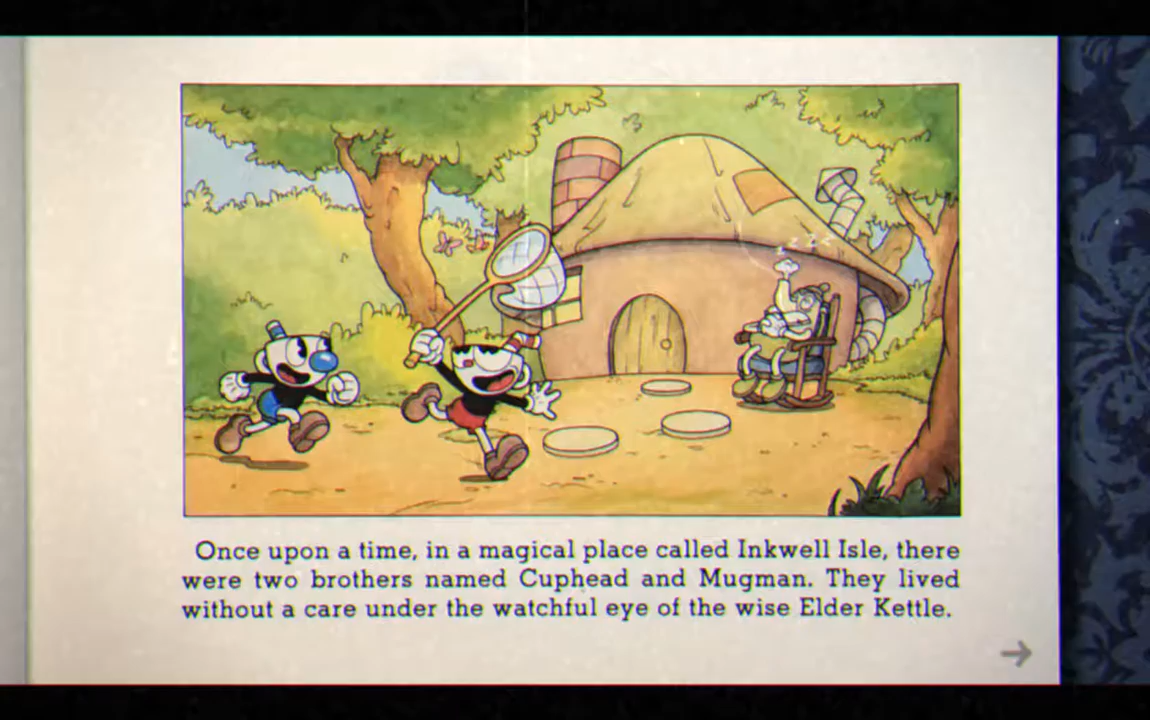 z z z z
Once upon a time, in a magical place called Inkwell Isle, there
were two brothers named Cuphead and Mugman. They lived
without a care under the watchful eye of the wise Elder Kettle.